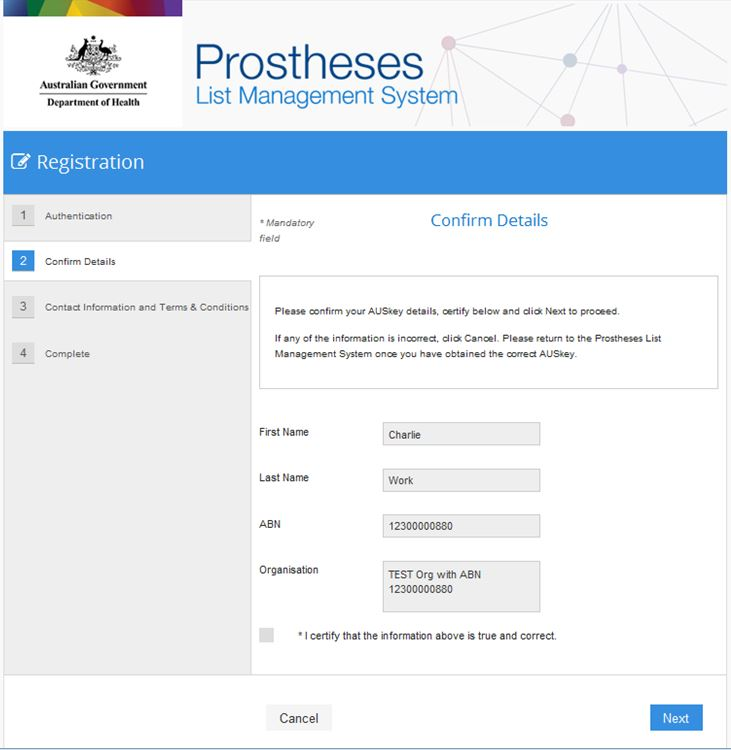 Australian Government
Department of Health
Prostheses
List Management System
Registration
1 Authentication
2 Confirm Details
3 Contact Information and Terms & Conditions
4 Complete
* Mandatory
field
Confirm Details
Please confirm your AUSkey details, certify below and click Next to proceed.
If any of the information is incorrect, click Cancel. Please return to the Prostheses List
Management System once you have obtained the correct AUSkey.
First Name Charlie
Last Name Work
ABN 12300000880
Organisation TEST Org with ABN
12300000880
* I certify that the information above is true and correct.
Cancel Next